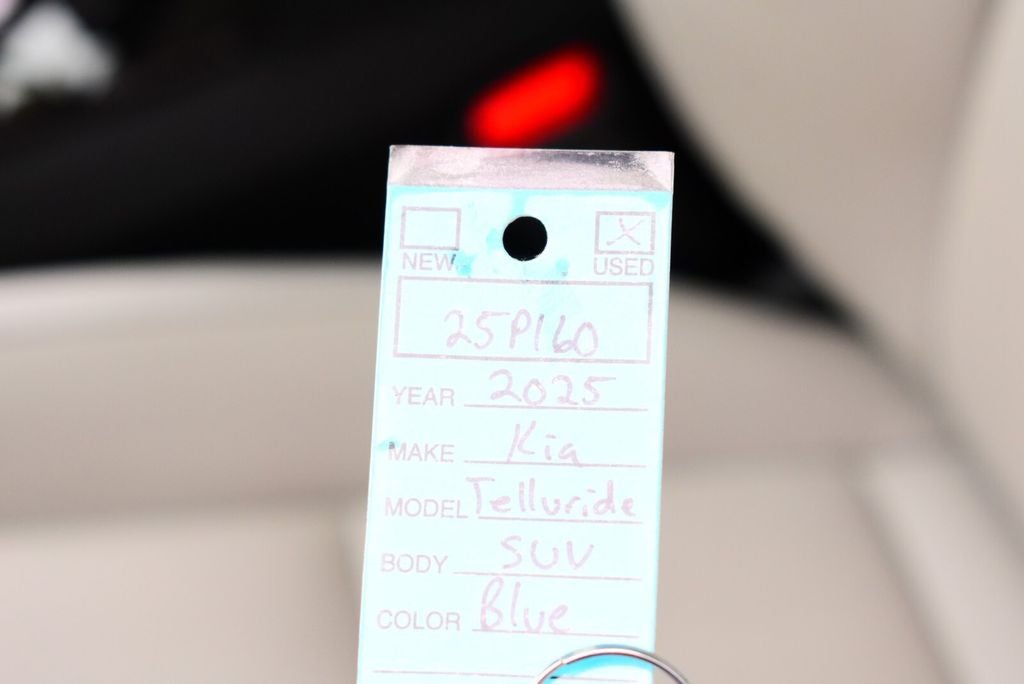 NEW USED
25P160
YEAR 2025
MAKE Kia
MODEL Telluride
BODY SUV
COLOR Blue